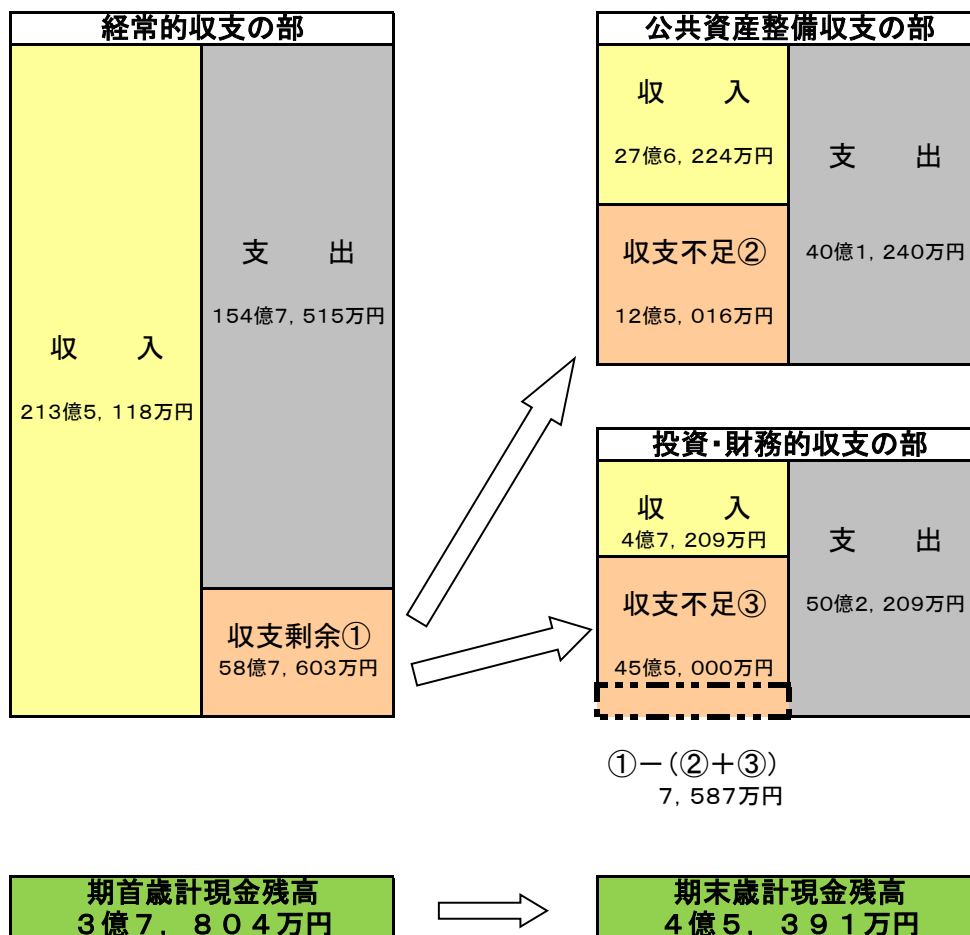 経常的収支の部
収　入
213億5,118万円
支　出
154億7,515万円
収支剰余①
58億7,603万円
公共資産整備収支の部
収　入
27億6,224万円
収支不足②
12億5,016万円
支　出
40億1,240万円
投資・財務的収支の部
収　入
4億7,209万円
収支不足③
45億5,000万円
支　出
50億2,209万円
①－(②＋③)
7,587万円
期首歳計現金残高
3億7，804万円
期末歳計現金残高
4億5，391万円